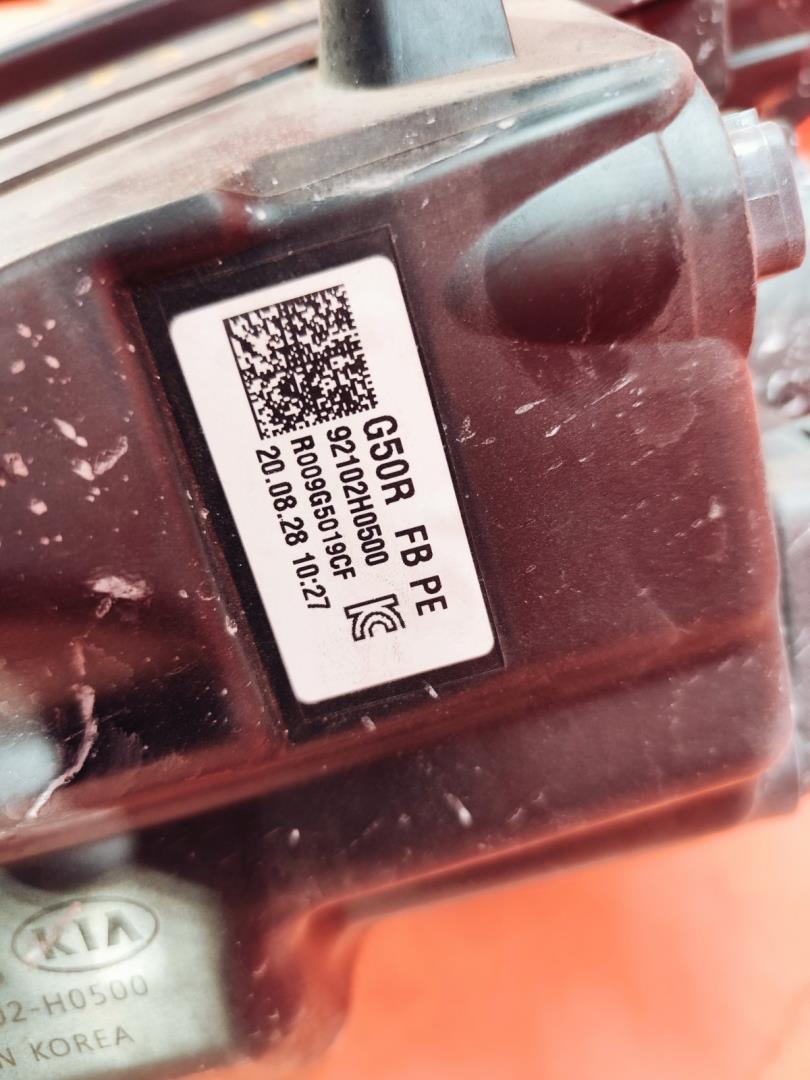 G50R FB PE
92102H0500
R009G5019CF
20.08.28 10:27
KIA
02-H0500
KOREA